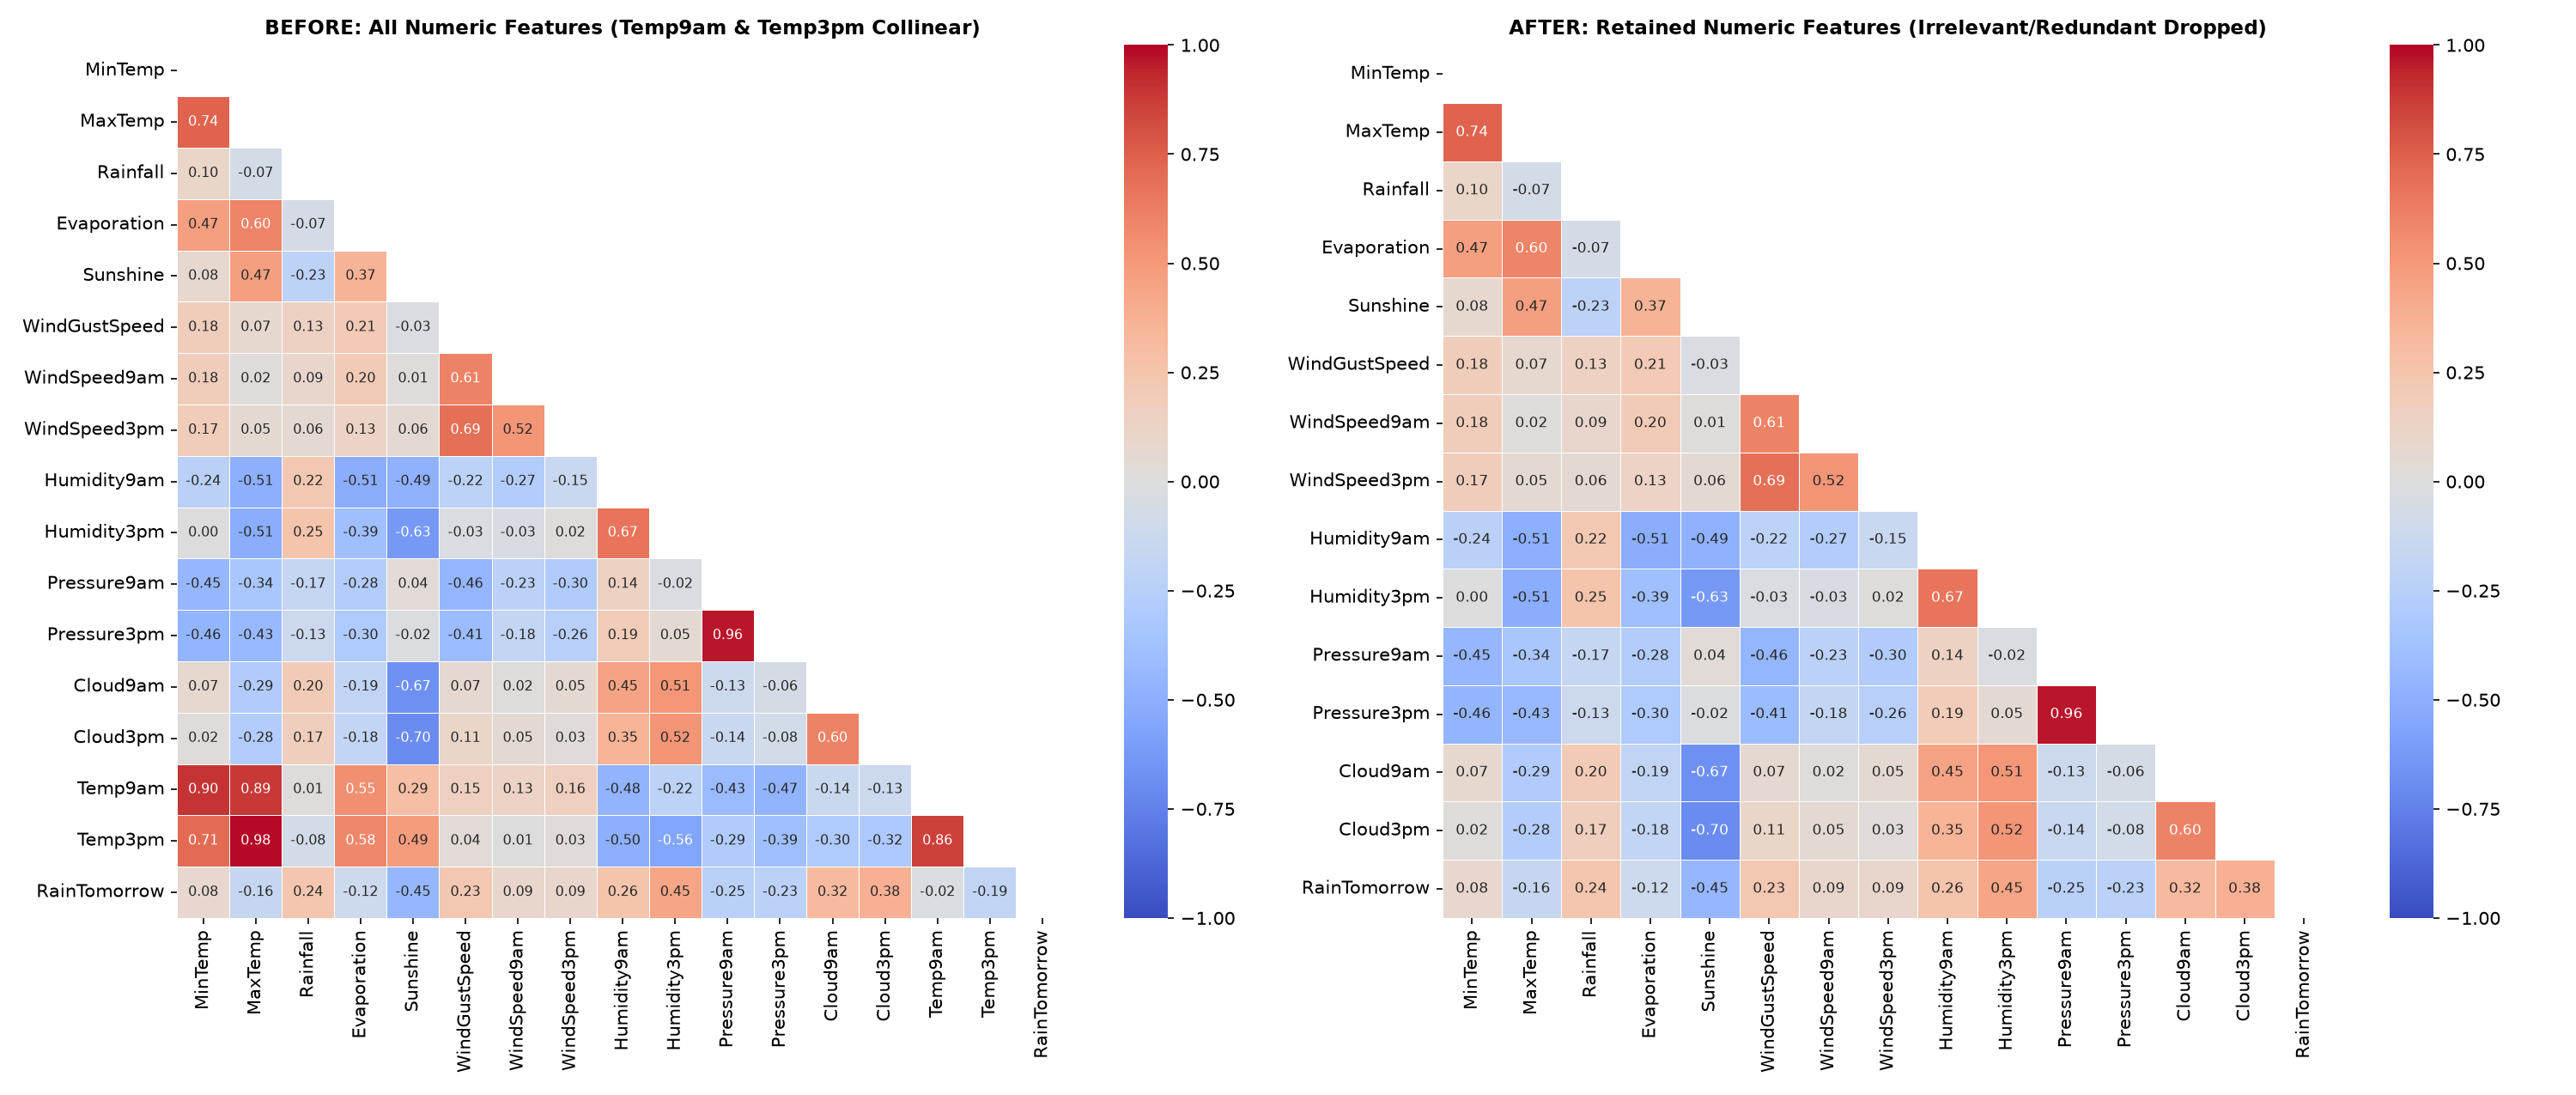 BEFORE: All Numeric Features (Temp9am & Temp3pm Collinear)
MinTemp
MaxTemp 0.74
Rainfall 0.10 -0.07
Evaporation 0.47 0.60 -0.07
Sunshine 0.08 0.47 -0.23 0.37
WindGustSpeed 0.18 0.07 0.13 0.21 -0.03
WindSpeed9am 0.18 0.02 0.09 0.20 0.01 0.61
WindSpeed3pm 0.17 0.05 0.06 0.13 0.06 0.69 0.52
Humidity9am -0.24 -0.51 0.22 -0.51 -0.49 -0.22 -0.27 -0.15
Humidity3pm 0.00 -0.51 0.25 -0.39 -0.63 -0.03 -0.03 0.02 0.67
Pressure9am -0.45 -0.34 -0.17 -0.28 0.04 -0.46 -0.23 -0.30 0.14 -0.02
Pressure3pm -0.46 -0.43 -0.13 -0.30 -0.02 -0.41 -0.18 -0.26 0.19 0.05 0.96
Cloud9am 0.07 -0.29 0.20 -0.19 -0.67 0.07 0.02 0.05 0.45 0.51 -0.13 -0.06
Cloud3pm 0.02 -0.28 0.17 -0.18 -0.70 0.11 0.05 0.03 0.35 0.52 -0.14 -0.08 0.60
Temp9am 0.90 0.89 0.01 0.55 0.29 0.15 0.13 0.16 -0.48 -0.22 -0.43 -0.47 -0.14 -0.13
Temp3pm 0.71 0.98 -0.08 0.58 0.49 0.04 0.01 0.03 -0.50 -0.56 -0.29 -0.39 -0.30 -0.32 0.86
RainTomorrow 0.08 -0.16 0.24 -0.12 -0.45 0.23 0.09 0.09 0.26 0.45 -0.25 -0.23 0.32 0.38 -0.02 -0.19
MinTemp MaxTemp Rainfall Evaporation Sunshine WindGustSpeed WindSpeed9am WindSpeed3pm Humidity9am Humidity3pm Pressure9am Pressure3pm Cloud9am Cloud3pm Temp9am Temp3pm RainTomorrow
1.00
0.75
0.50
0.25
0.00
−0.25
−0.50
−0.75
−1.00
AFTER: Retained Numeric Features (Irrelevant/Redundant Dropped)
MinTemp
MaxTemp 0.74
Rainfall 0.10 -0.07
Evaporation 0.47 0.60 -0.07
Sunshine 0.08 0.47 -0.23 0.37
WindGustSpeed 0.18 0.07 0.13 0.21 -0.03
WindSpeed9am 0.18 0.02 0.09 0.20 0.01 0.61
WindSpeed3pm 0.17 0.05 0.06 0.13 0.06 0.69 0.52
Humidity9am -0.24 -0.51 0.22 -0.51 -0.49 -0.22 -0.27 -0.15
Humidity3pm 0.00 -0.51 0.25 -0.39 -0.63 -0.03 -0.03 0.02 0.67
Pressure9am -0.45 -0.34 -0.17 -0.28 0.04 -0.46 -0.23 -0.30 0.14 -0.02
Pressure3pm -0.46 -0.43 -0.13 -0.30 -0.02 -0.41 -0.18 -0.26 0.19 0.05 0.96
Cloud9am 0.07 -0.29 0.20 -0.19 -0.67 0.07 0.02 0.05 0.45 0.51 -0.13 -0.06
Cloud3pm 0.02 -0.28 0.17 -0.18 -0.70 0.11 0.05 0.03 0.35 0.52 -0.14 -0.08 0.60
RainTomorrow 0.08 -0.16 0.24 -0.12 -0.45 0.23 0.09 0.09 0.26 0.45 -0.25 -0.23 0.32 0.38
MinTemp MaxTemp Rainfall Evaporation Sunshine WindGustSpeed WindSpeed9am WindSpeed3pm Humidity9am Humidity3pm Pressure9am Pressure3pm Cloud9am Cloud3pm RainTomorrow
1.00
0.75
0.50
0.25
0.00
−0.25
−0.50
−0.75
−1.00